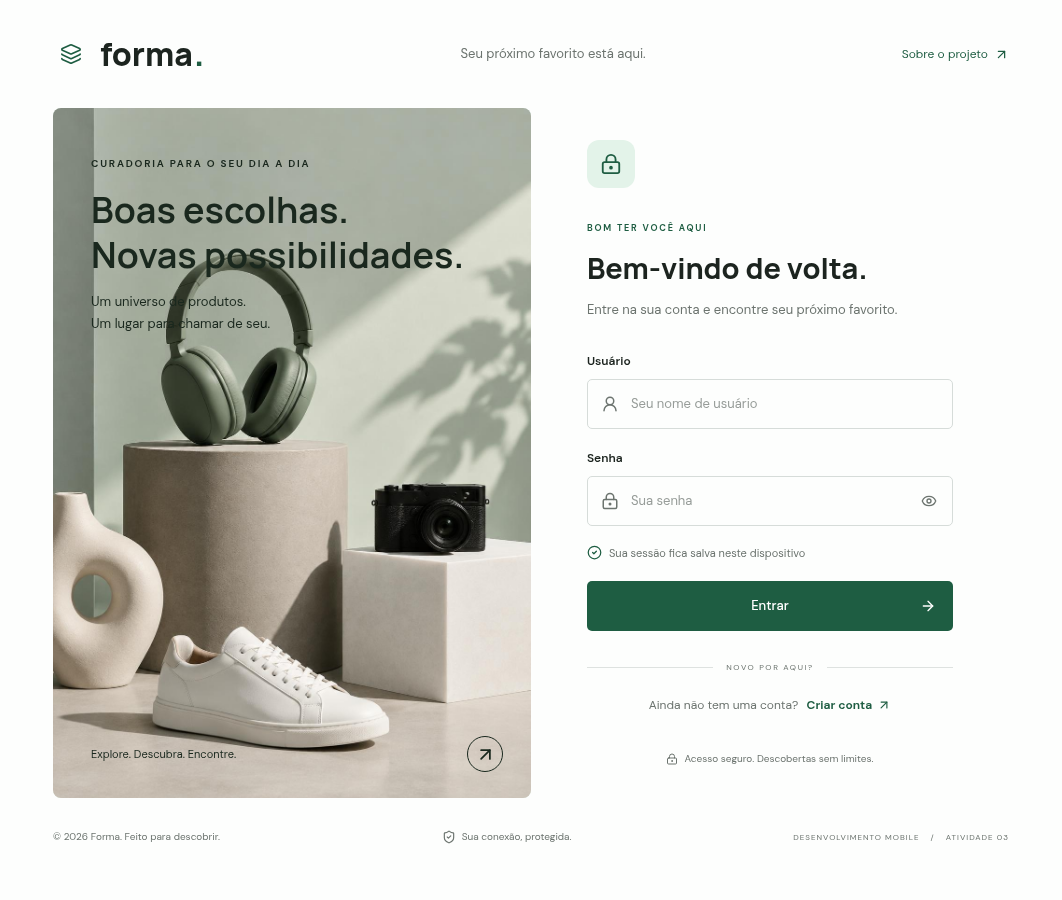 forma.
Seu próximo favorito está aqui.
Sobre o projeto
CURADORIA PARA O SEU DIA A DIA
Boas escolhas.
Novas possibilidades.
Um universo de produtos.
Um lugar para chamar de seu.
Explore. Descubra. Encontre.
BOM TER VOCÊ AQUI
Bem-vindo de volta.
Entre na sua conta e encontre seu próximo favorito.
Usuário
Seu nome de usuário
Senha
Sua senha
Sua sessão fica salva neste dispositivo
Entrar
NOVO POR AQUI?
Ainda não tem uma conta? Criar conta
Acesso seguro. Descobertas sem limites.
© 2026 Forma. Feito para descobrir.
Sua conexão, protegida.
DESENVOLVIMENTO MOBILE / ATIVIDADE 03